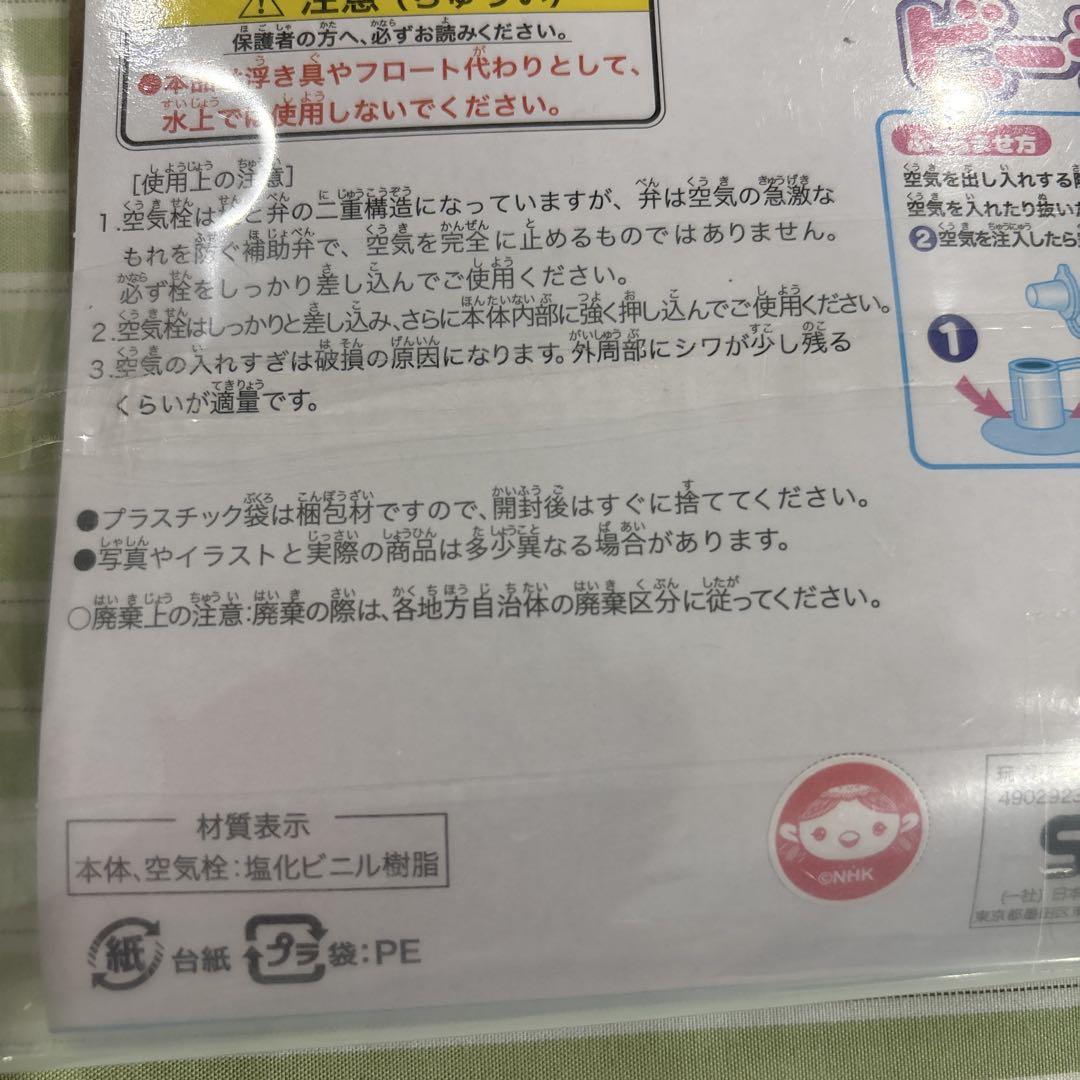 注意(ちゅうい)
保護者の方へ、必ずお読みください。
●本品は浮き具やフロート代わりとして、
水上では使用しないでください。
[使用上の注意]
1.空気栓は栓と弁の二重構造になっていますが、弁は空気の急激な
もれを防ぐ補助弁で、空気を完全に止めるものではありません。
必ず栓をしっかり差し込んでご使用ください。
2.空気栓はしっかりと差し込み、さらに本体内部に強く押し込んでご使用ください。
3.空気の入れすぎは破損の原因になります。外周部にシワが少し残る
くらいが適量です。
●プラスチック袋は梱包材ですので、開封後はすぐに捨ててください。
●写真やイラストと実際の商品は多少異なる場合があります。
○廃棄上の注意:廃棄の際は、各地方自治体の廃棄区分に従ってください。
材質表示
本体、空気栓:塩化ビニル樹脂
紙 台紙 プラ 袋:PE
ビー
ふくらませ方
空気を出し入れする際
空気を入れたり抜いた
②空気を注入したら
1
©NHK
490292
(一社)日本
東京都墨田区東